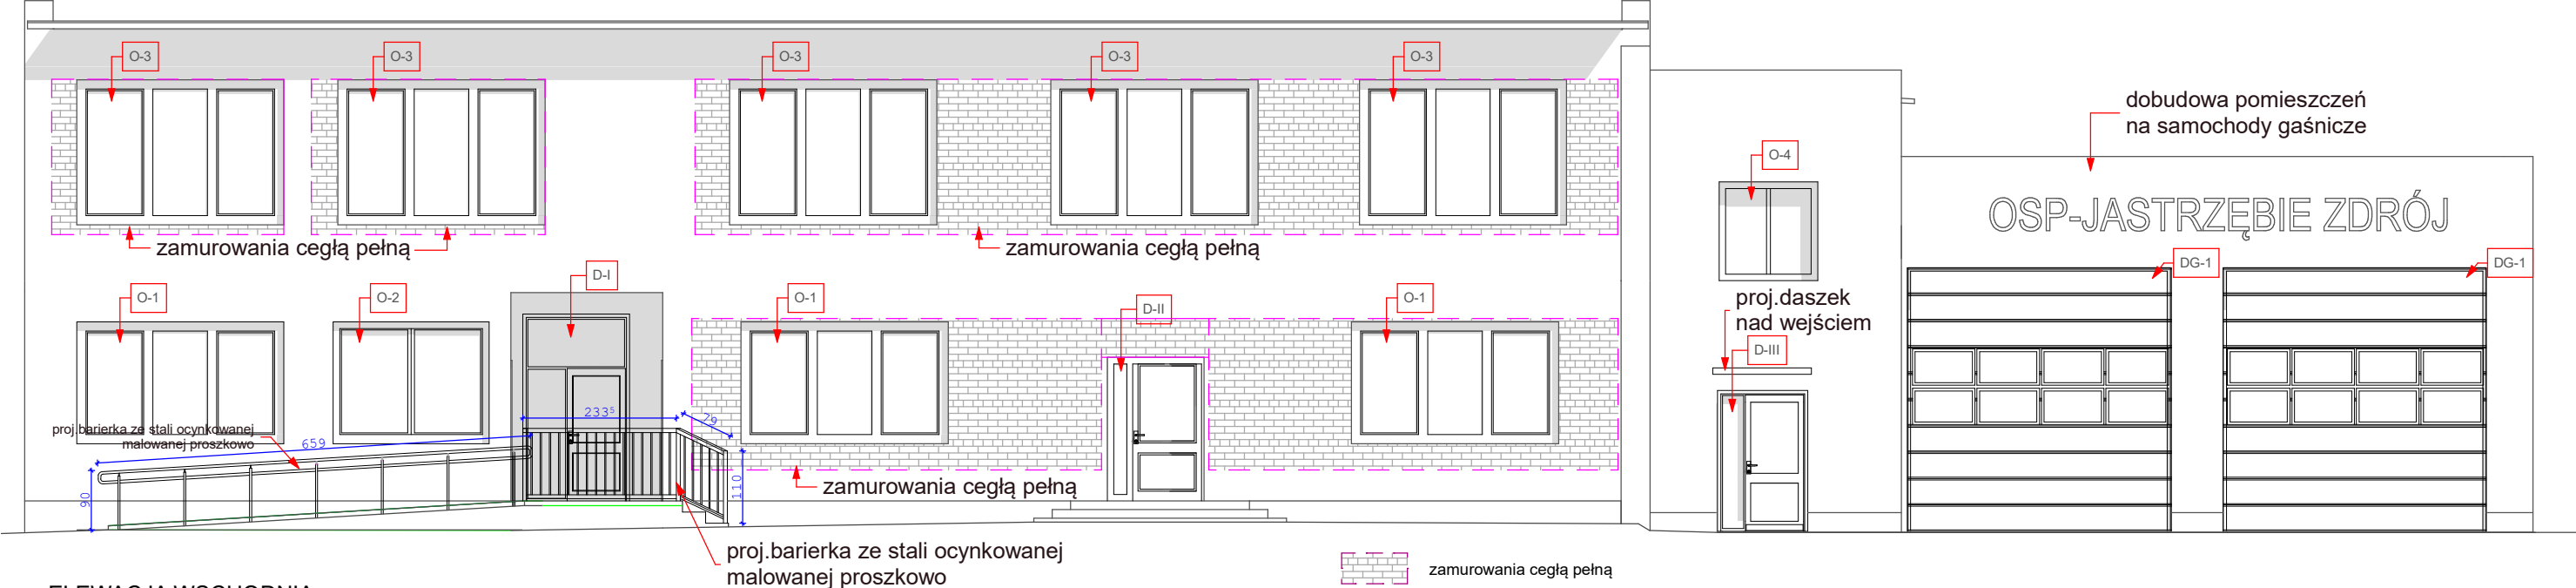 O-3
O-3
O-3
O-3
O-3
dobudowa pomieszczeń
na samochody gaśnicze
O-4
OSP-JASTRZĘBIE ZDRÓJ
zamurowania cegłą pełną
zamurowania cegłą pełną
D-I
DG-1
DG-1
O-1
O-2
O-1
D-II
O-1
proj.daszek
nad wejściem
D-III
233⁵
79
proj.barierka ze stali ocynkowanej
malowanej proszkowo
659
90
110
zamurowania cegłą pełną
proj.barierka ze stali ocynkowanej
malowanej proszkowo
zamurowania cegłą pełną
ELEWACJA WSCHODNIA